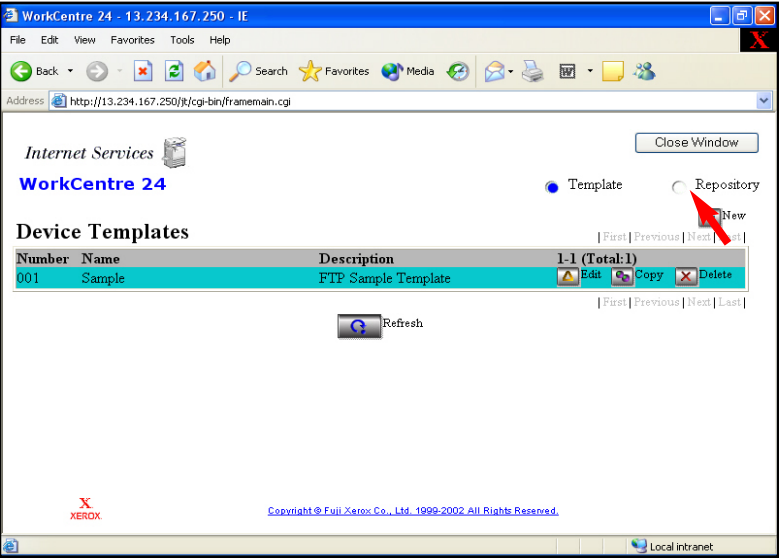 WorkCentre 24 - 13.234.167.250 - IE
File Edit View Favorites Tools Help
X
Back Search Favorites Media
Address http://13.234.167.250/jt/cgi-bin/framemain.cgi
Close Window
Internet Services
WorkCentre 24
Template Repository
New
Device Templates
| First | Previous | Next | Last |
Number Name Description 1-1 (Total:1)
001 Sample FTP Sample Template Edit Copy Delete
| First | Previous | Next | Last |
Refresh
X
XEROX.
Copyright © Fuji Xerox Co., Ltd. 1999-2002 All Rights Reserved.
Local intranet